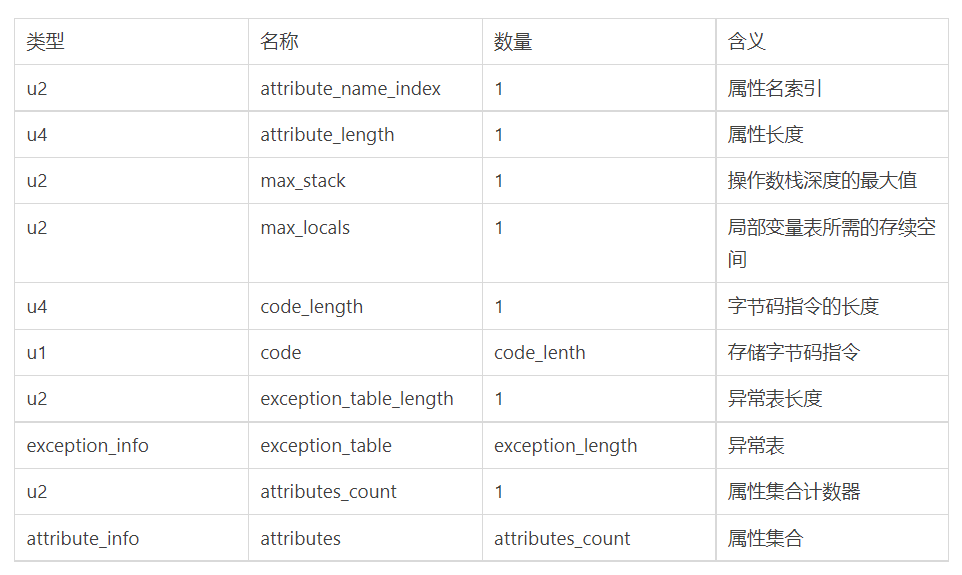 类型 名称 数量 含义
u2 attribute_name_index 1 属性名索引
u4 attribute_length 1 属性长度
u2 max_stack 1 操作数栈深度的最大值
u2 max_locals 1 局部变量表所需的存续空
间
u4 code_length 1 字节码指令的长度
u1 code code_lenth 存储字节码指令
u2 exception_table_length 1 异常表长度
exception_info exception_table exception_length 异常表
u2 attributes_count 1 属性集合计数器
attribute_info attributes attributes_count 属性集合